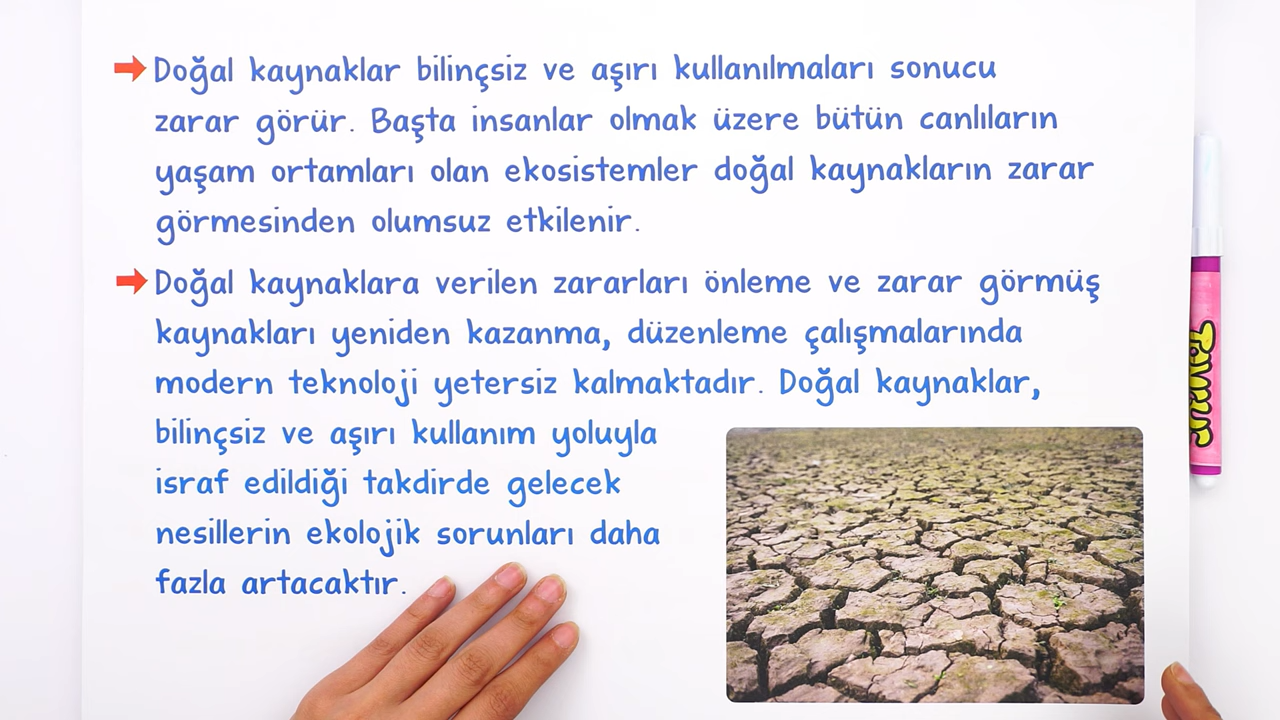 Doğal kaynaklar bilinçsiz ve aşırı kullanılmaları sonucu
zarar görür. Başta insanlar olmak üzere bütün canlıların
yaşam ortamları olan ekosistemler doğal kaynakların zarar
görmesinden olumsuz etkilenir.
Doğal kaynaklara verilen zararları önleme ve zarar görmüş
kaynakları yeniden kazanma, düzenleme çalışmalarında
modern teknoloji yetersiz kalmaktadır. Doğal kaynaklar,
bilinçsiz ve aşırı kullanım yoluyla
israf edildiği takdirde gelecek
nesillerin ekolojik sorunları daha
fazla artacaktır.